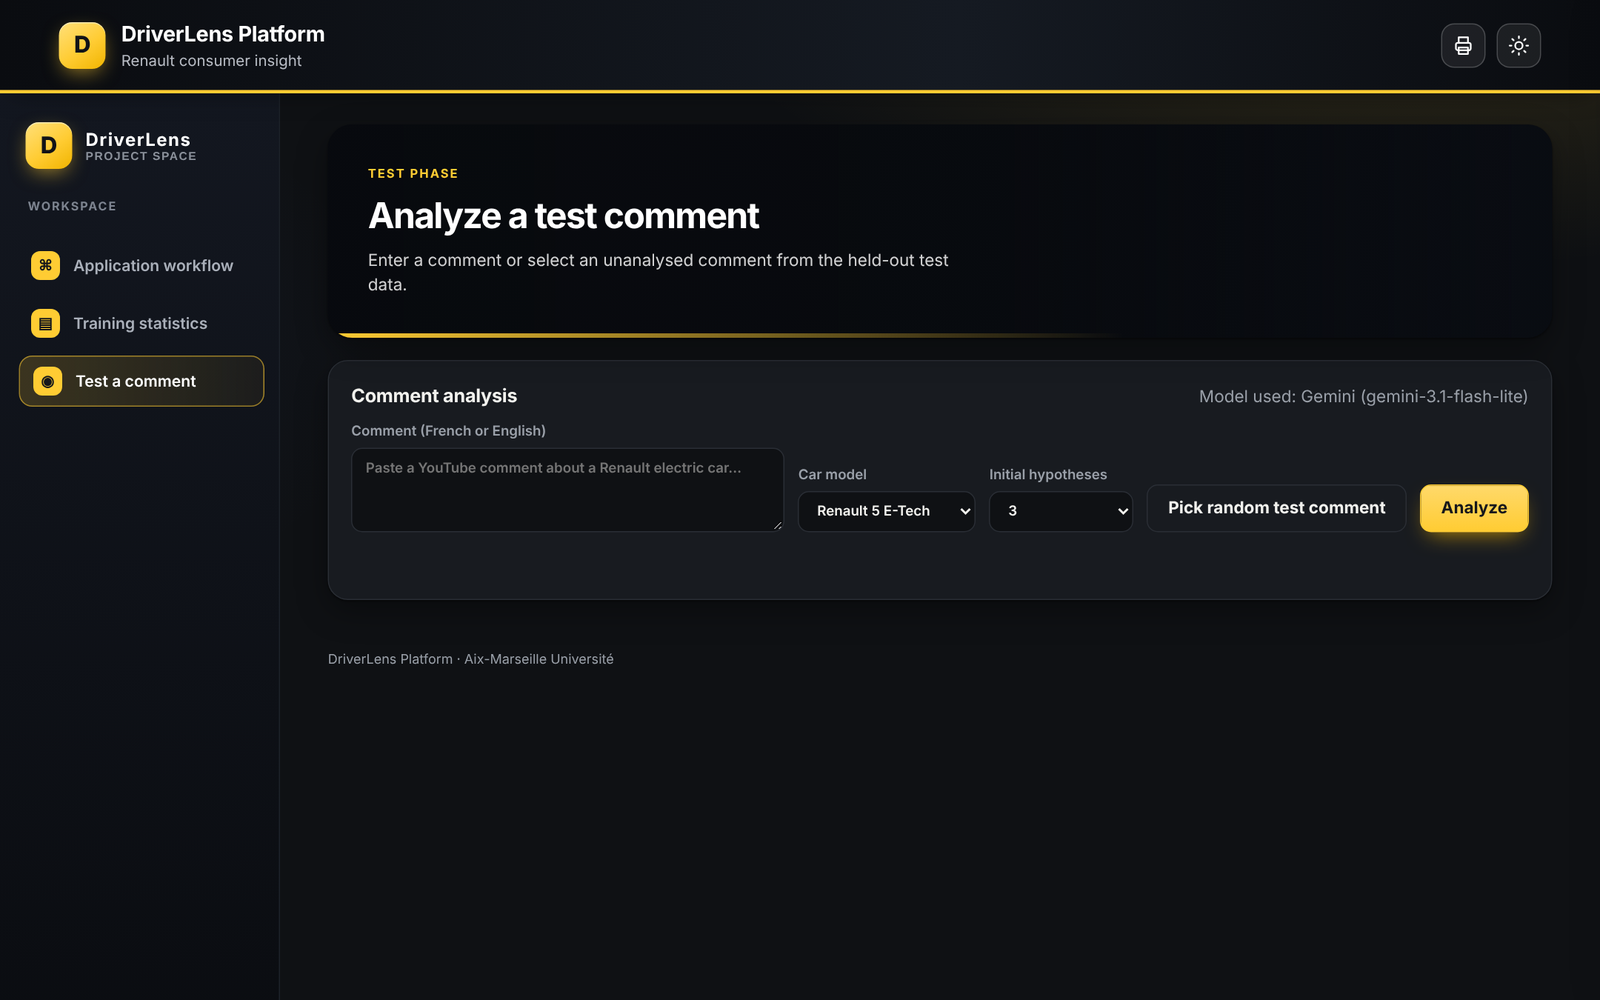 D
DriverLens Platform
Renault consumer insight
D
DriverLens
PROJECT SPACE
WORKSPACE
⌘ Application workflow
▤ Training statistics
◉ Test a comment
TEST PHASE
Analyze a test comment
Enter a comment or select an unanalysed comment from the held-out test
data.
Comment analysis
Model used: Gemini (gemini-3.1-flash-lite)
Comment (French or English)
Paste a YouTube comment about a Renault electric car...
Car model
Renault 5 E-Tech
Initial hypotheses
3
Pick random test comment
Analyze
DriverLens Platform · Aix-Marseille Université